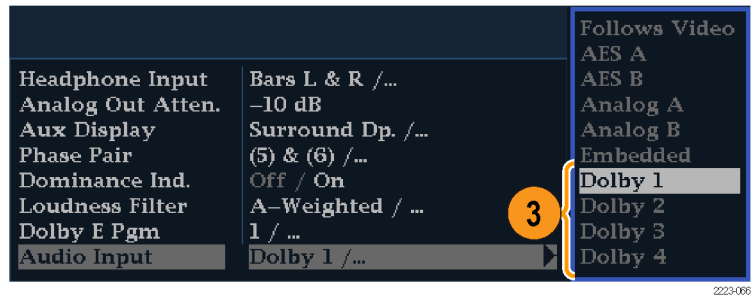 Headphone Input Bars L & R /...
Analog Out Atten. –10 dB
Aux Display Surround Dp. /...
Phase Pair (5) & (6) /...
Dominance Ind. Off / On
Loudness Filter A–Weighted / ...
Dolby E Pgm 1 / ...
Audio Input Dolby 1 /...
Follows Video
AES A
AES B
Analog A
Analog B
Embedded
Dolby 1
Dolby 2
Dolby 3
Dolby 4
3
2223-066